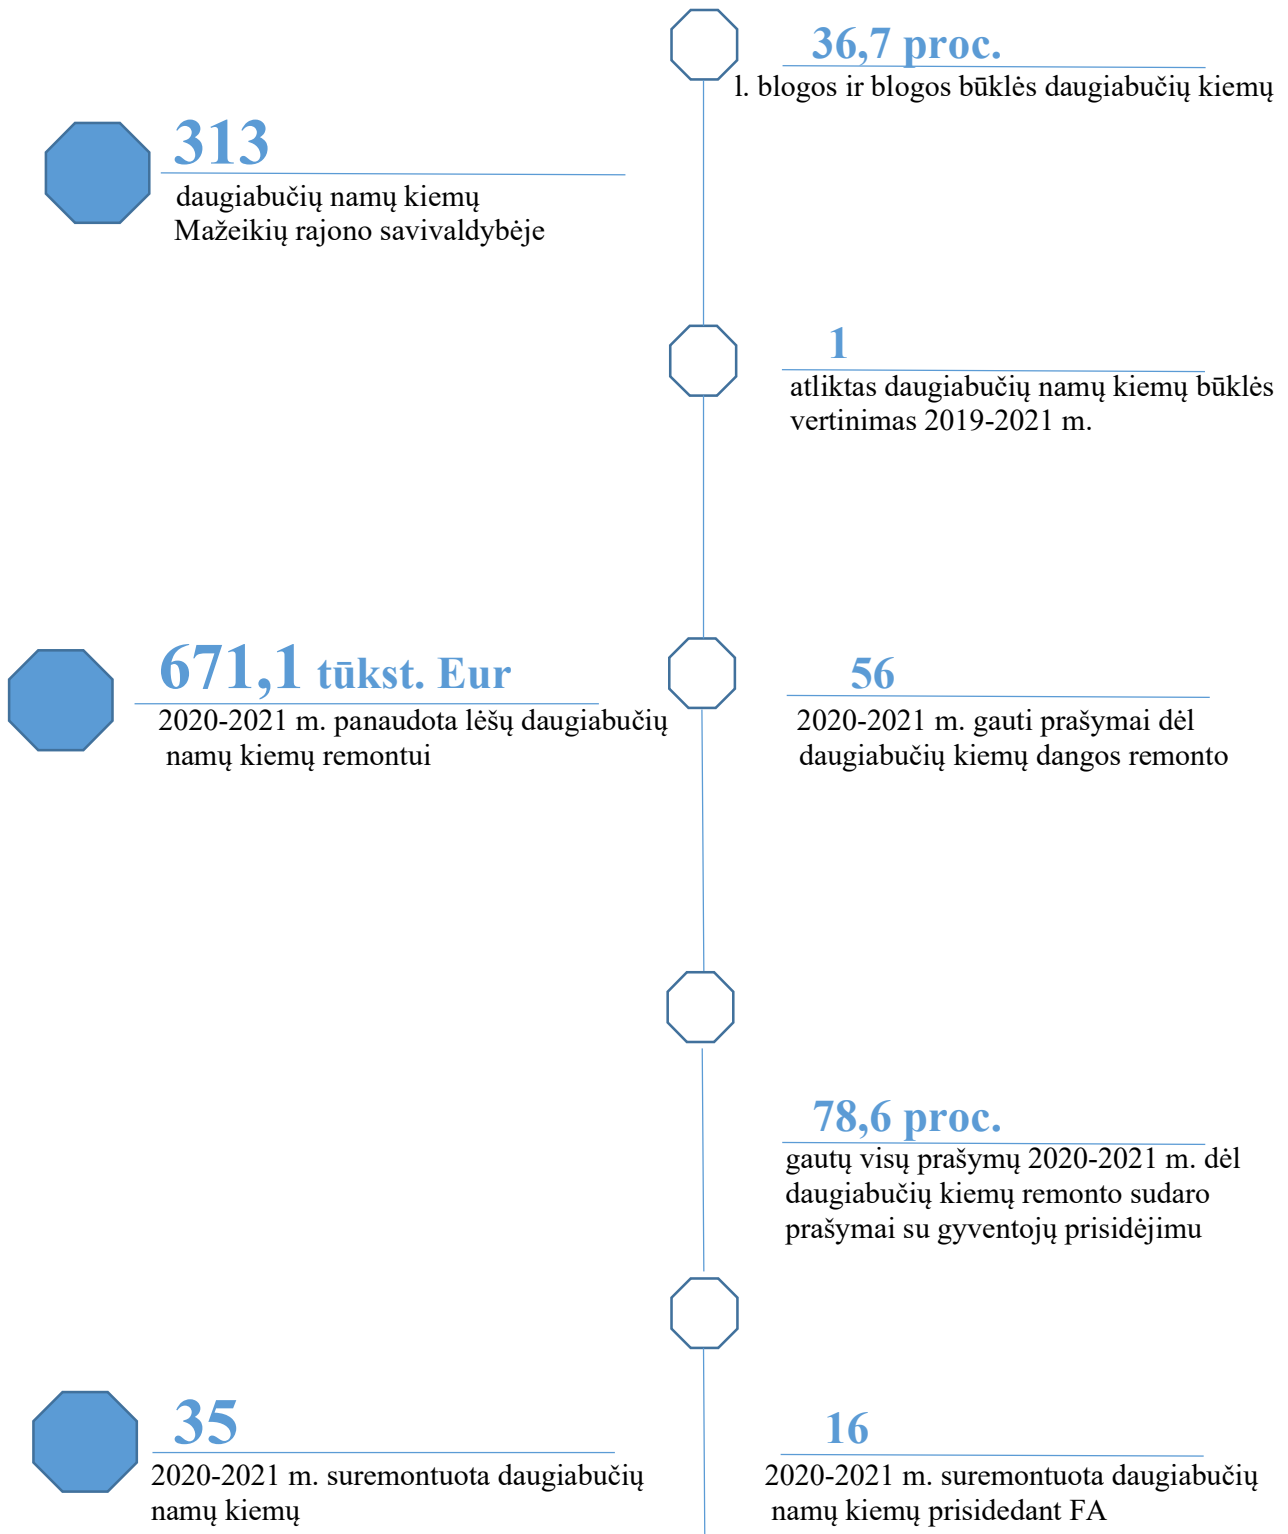 36,7 proc.
l. blogos ir blogos būklės daugiabučių kiemų
313
daugiabučių namų kiemų
Mažeikių rajono savivaldybėje
1
atliktas daugiabučių namų kiemų būklės
vertinimas 2019-2021 m.
671,1 tūkst. Eur
2020-2021 m. panaudota lėšų daugiabučių
namų kiemų remontui
56
2020-2021 m. gauti prašymai dėl
daugiabučių kiemų dangos remonto
78,6 proc.
gautų visų prašymų 2020-2021 m. dėl
daugiabučių kiemų remonto sudaro
prašymai su gyventojų prisidėjimu
35
2020-2021 m. suremontuota daugiabučių
namų kiemų
16
2020-2021 m. suremontuota daugiabučių
namų kiemų prisidedant FA